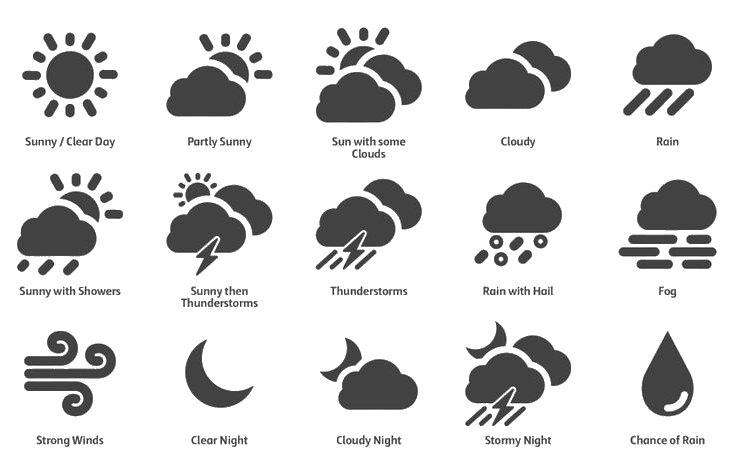 Sunny / Clear Day
Partly Sunny
Sun with some
Clouds
Cloudy
Rain
Sunny with Showers
Sunny then
Thunderstorms
Thunderstorms
Rain with Hail
Fog
Strong Winds
Clear Night
Cloudy Night
Stormy Night
Chance of Rain